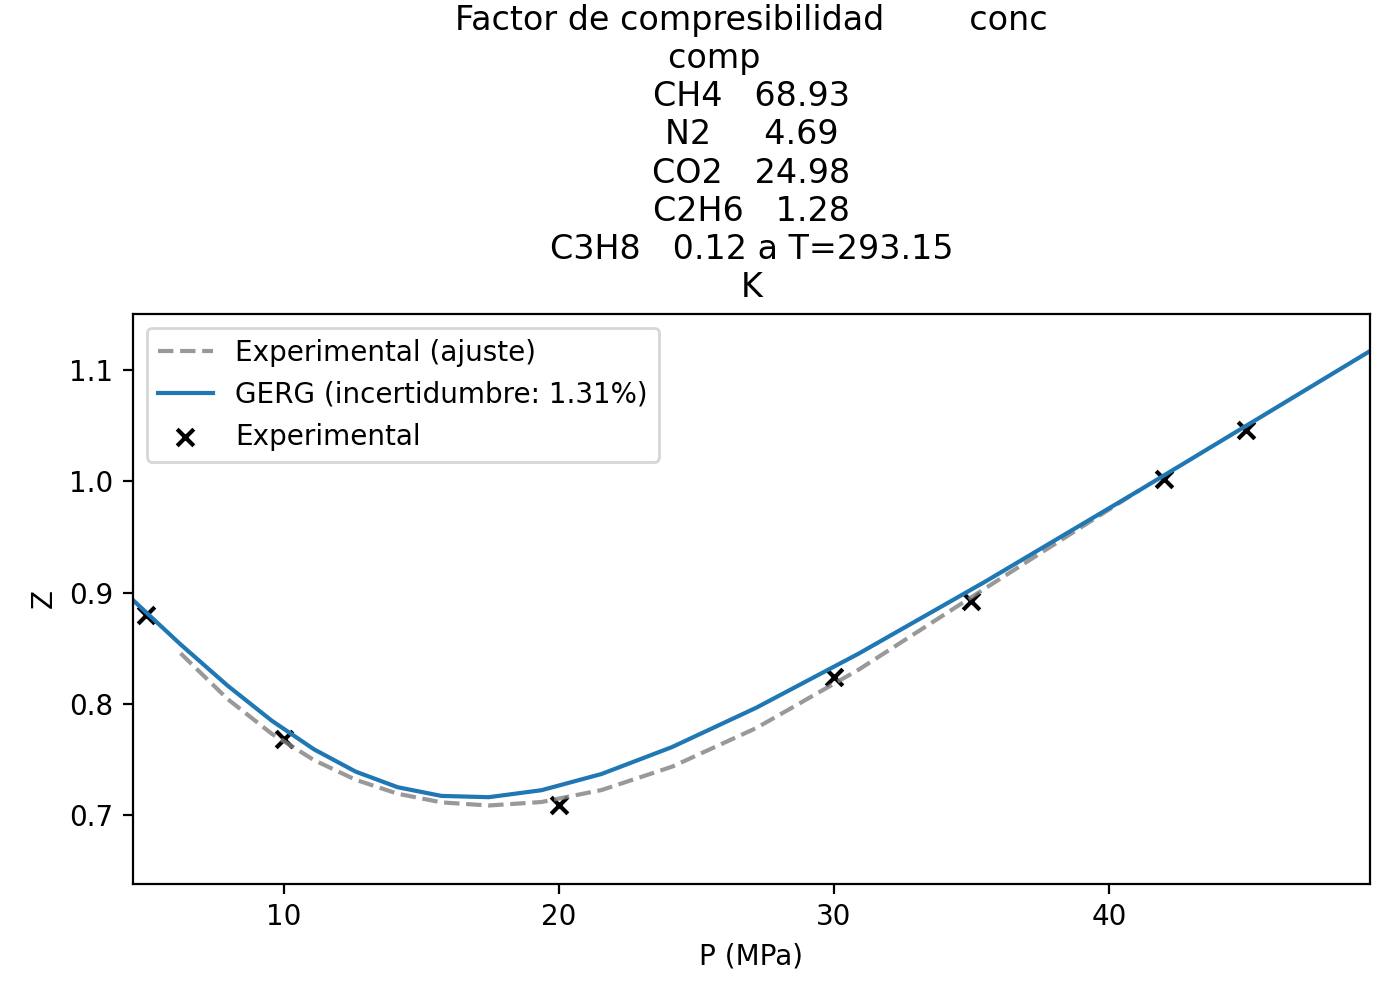 Factor de compresibilidad conc
comp
CH4 68.93
N2 4.69
CO2 24.98
C2H6 1.28
C3H8 0.12 a T=293.15
K
Experimental (ajuste)
GERG (incertidumbre: 1.31%)
Experimental
1.1
1.0
0.9
0.8
0.7
Z
10 20 30 40
P (MPa)